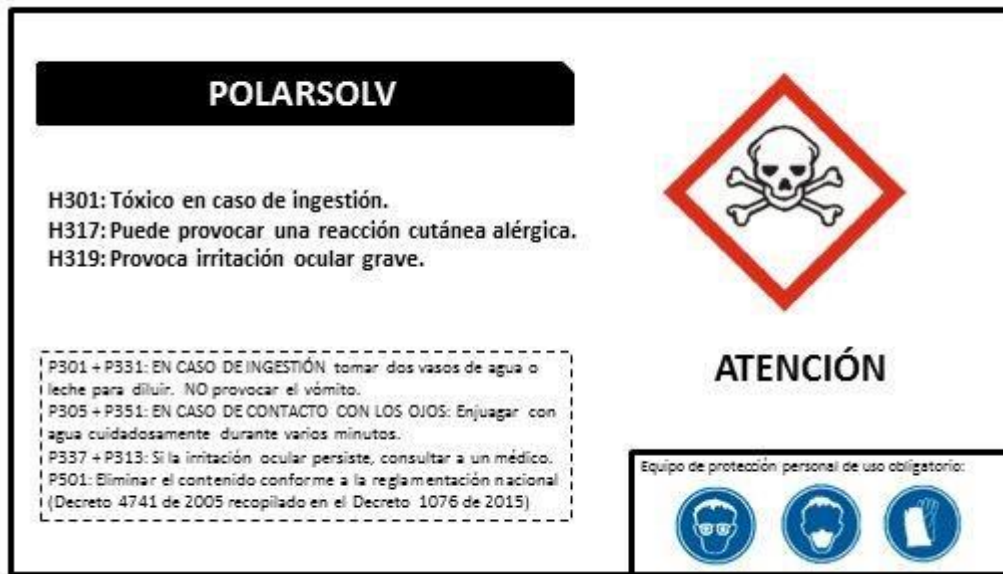 POLARSOLV
H301: Tóxico en caso de ingestión.
H317: Puede provocar una reacción cutánea alérgica.
H319: Provoca irritación ocular grave.
P301 + P331: EN CASO DE INGESTIÓN tomar dos vasos de agua o
leche para diluir. NO provocar el vómito.
P305 + P351: EN CASO DE CONTACTO CON LOS OJOS: Enjuagar con
agua cuidadosamente durante varios minutos.
P337 + P313: Si la irritación ocular persiste, consultar a un médico.
P501: Eliminar el contenido conforme a la reglamentación nacional
(Decreto 4741 de 2005 recopilado en el Decreto 1076 de 2015)
ATENCIÓN
Equipo de protección personal de uso obligatorio: